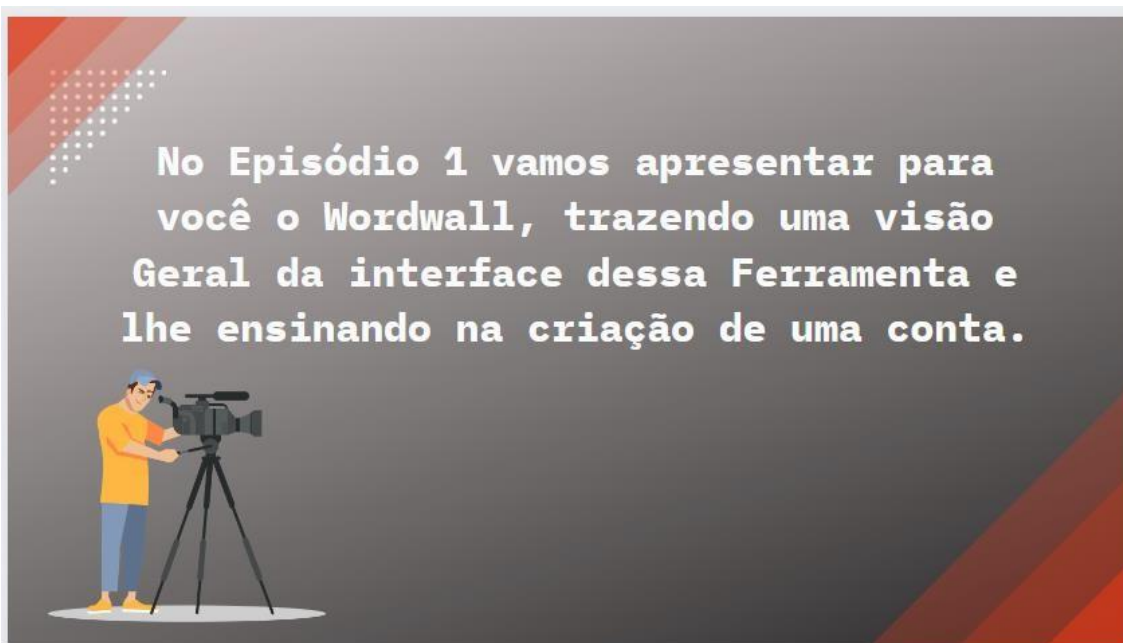 No Episódio 1 vamos apresentar para
você o Wordwall, trazendo uma visão
Geral da interface dessa Ferramenta e
lhe ensinando na criação de uma conta.